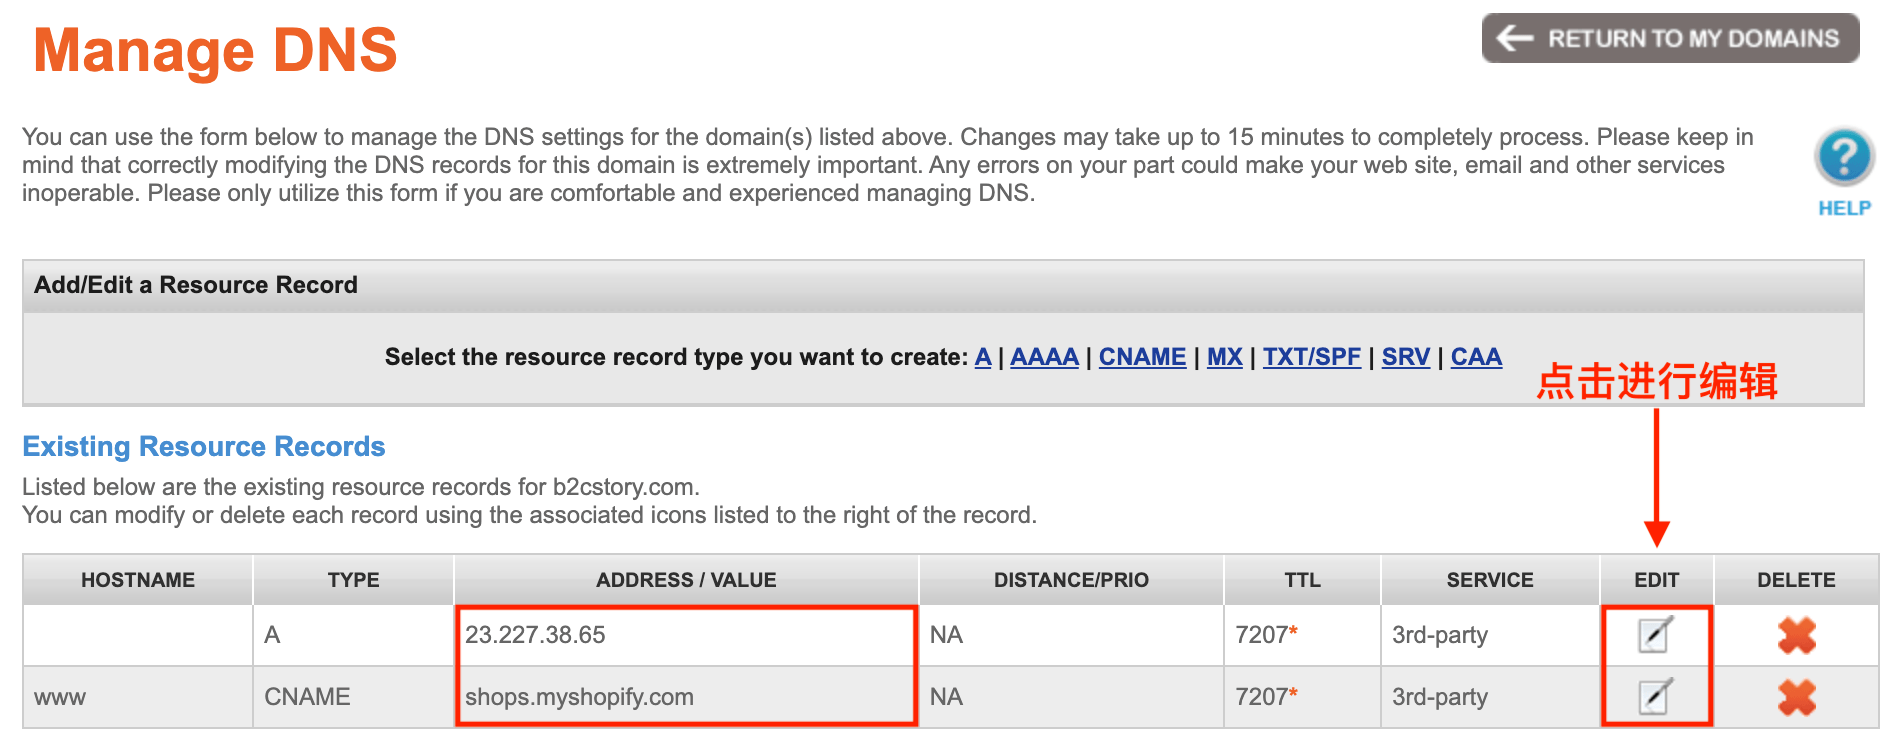 Manage DNS
RETURN TO MY DOMAINS
You can use the form below to manage the DNS settings for the domain(s) listed above. Changes may take up to 15 minutes to completely process. Please keep in
mind that correctly modifying the DNS records for this domain is extremely important. Any errors on your part could make your web site, email and other services
inoperable. Please only utilize this form if you are comfortable and experienced managing DNS.
?
HELP
Add/Edit a Resource Record
Select the resource record type you want to create: A | AAAA | CNAME | MX | TXT/SPF | SRV | CAA
点击进行编辑
Existing Resource Records
Listed below are the existing resource records for b2cstory.com.
You can modify or delete each record using the associated icons listed to the right of the record.
HOSTNAME TYPE ADDRESS / VALUE DISTANCE/PRIO TTL SERVICE EDIT DELETE
A 23.227.38.65 NA 7207* 3rd-party
www CNAME shops.myshopify.com NA 7207* 3rd-party